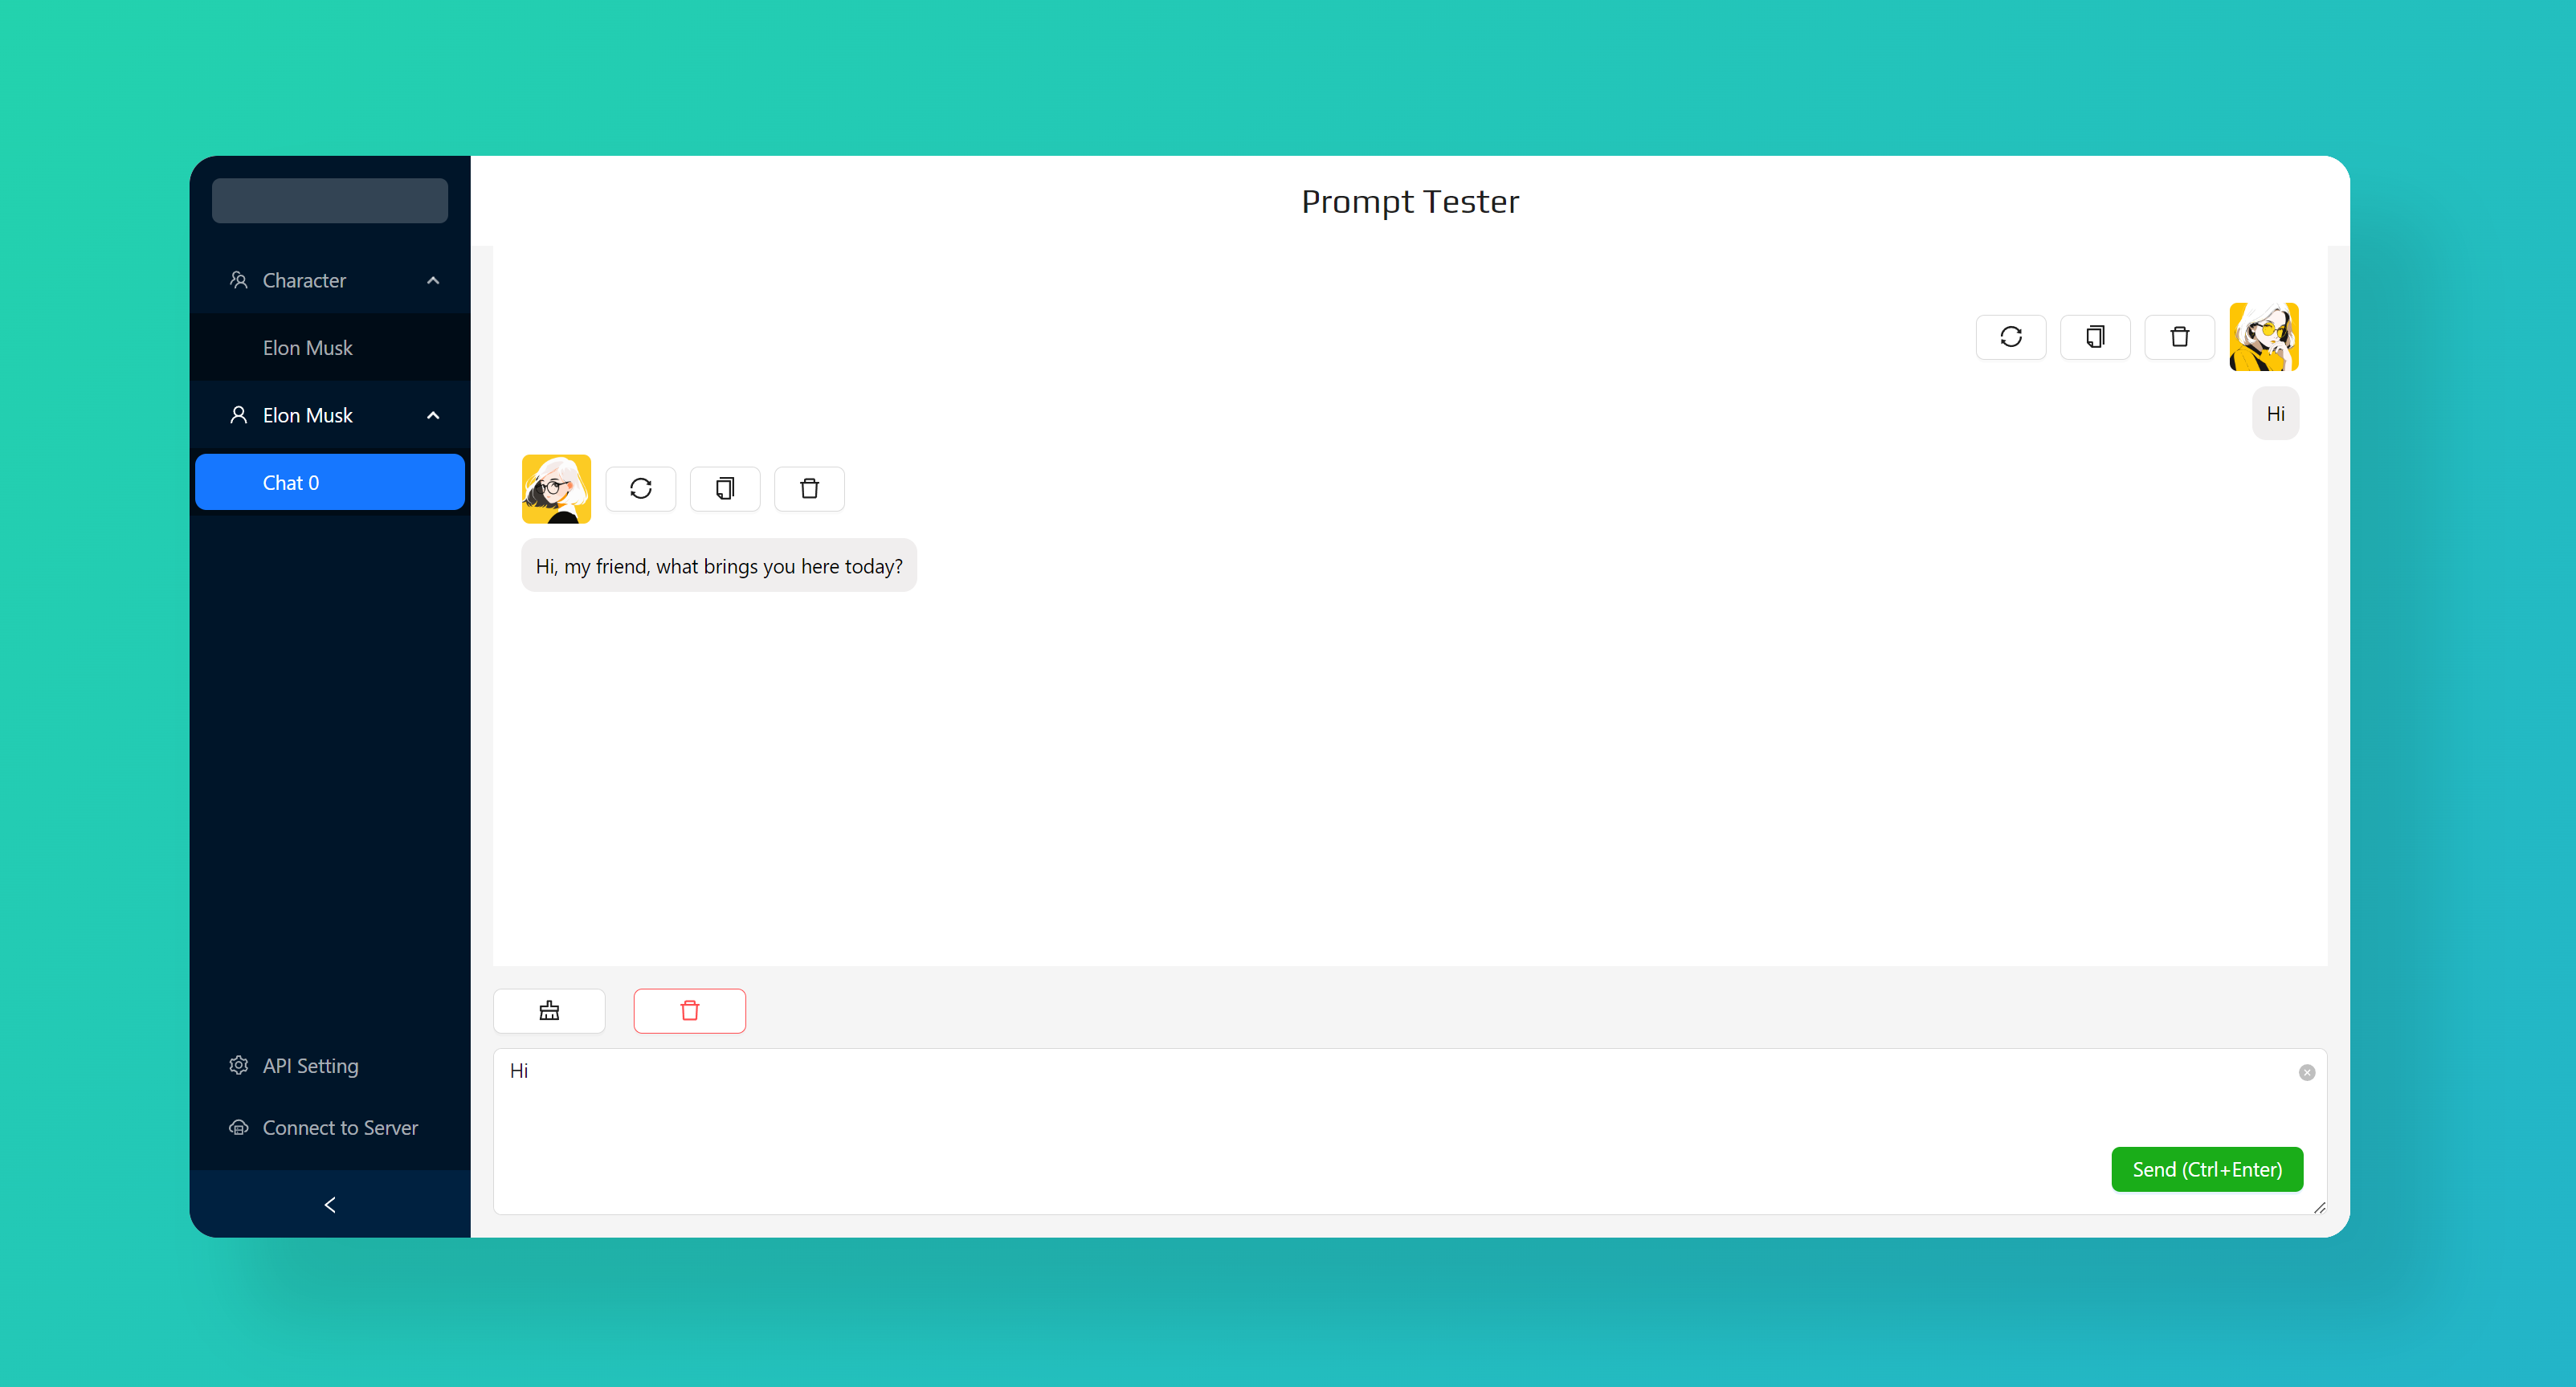 Prompt Tester
Character
Elon Musk
Elon Musk
Chat 0
API Setting
Connect to Server
Hi
Hi, my friend, what brings you here today?
Hi
Send (Ctrl+Enter)